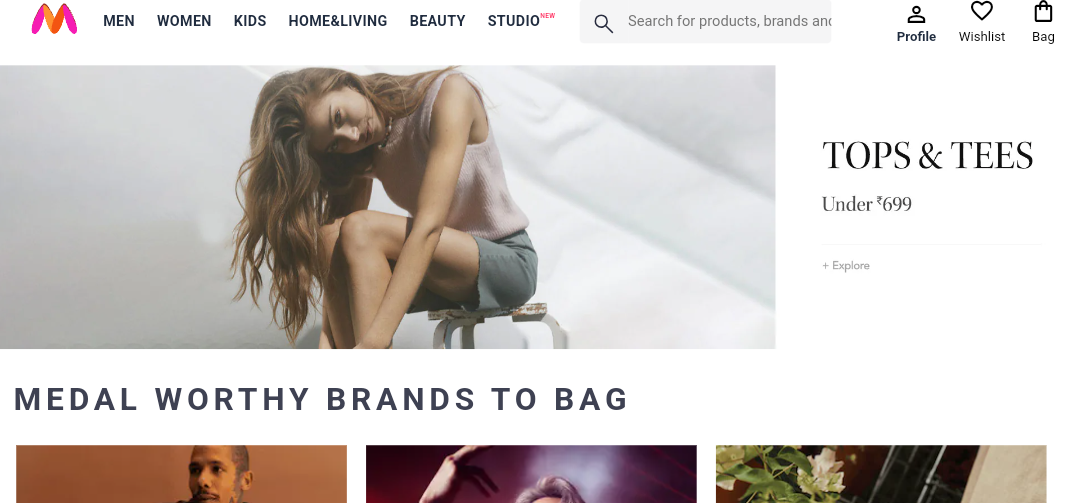 MEN WOMEN KIDS HOME&LIVING BEAUTY STUDIO NEW
Search for products, brands and
Profile Wishlist Bag
TOPS & TEES
Under ₹699
+ Explore
MEDAL WORTHY BRANDS TO BAG